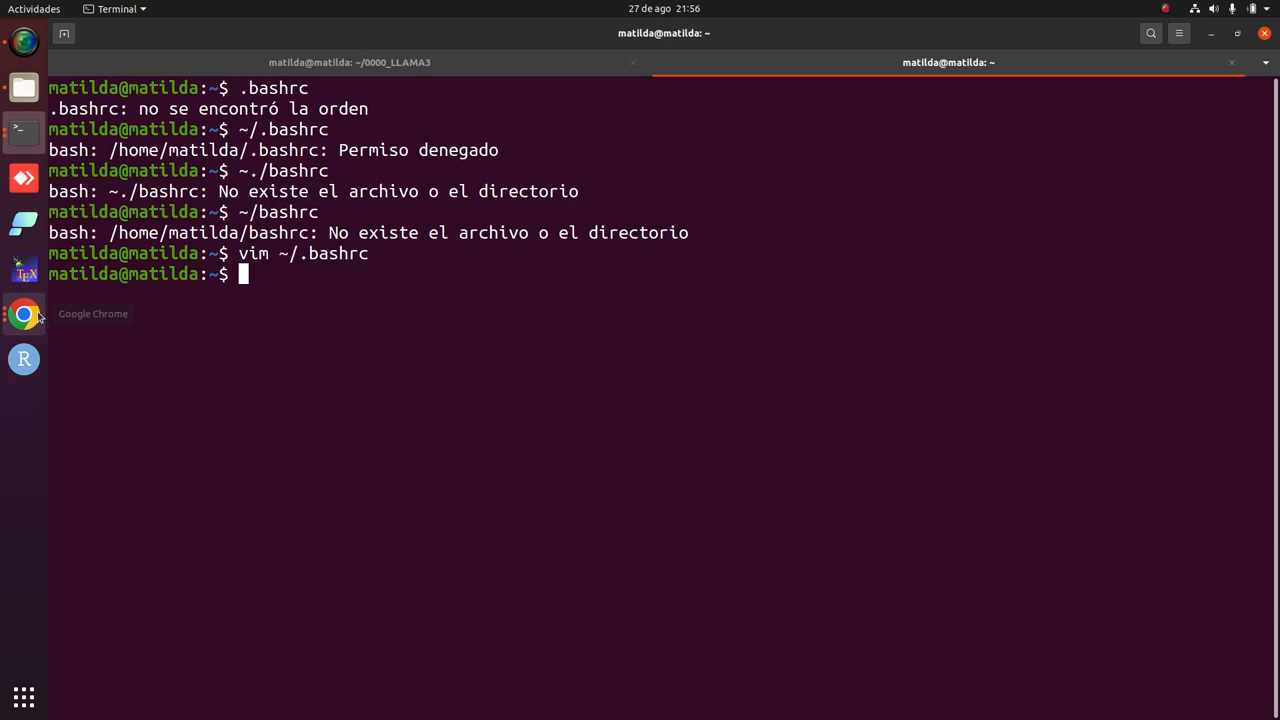 Actividades
Terminal
27 de ago 21:56
matilda@matilda: ~
matilda@matilda: ~/0000_LLAMA3
matilda@matilda: ~
matilda@matilda:~$ .bashrc
.bashrc: no se encontró la orden
matilda@matilda:~$ ~/.bashrc
bash: /home/matilda/.bashrc: Permiso denegado
matilda@matilda:~$ ~./bashrc
bash: ~./bashrc: No existe el archivo o el directorio
matilda@matilda:~$ ~/bashrc
bash: /home/matilda/bashrc: No existe el archivo o el directorio
matilda@matilda:~$ vim ~/.bashrc
matilda@matilda:~$
TEX
Google Chrome
R